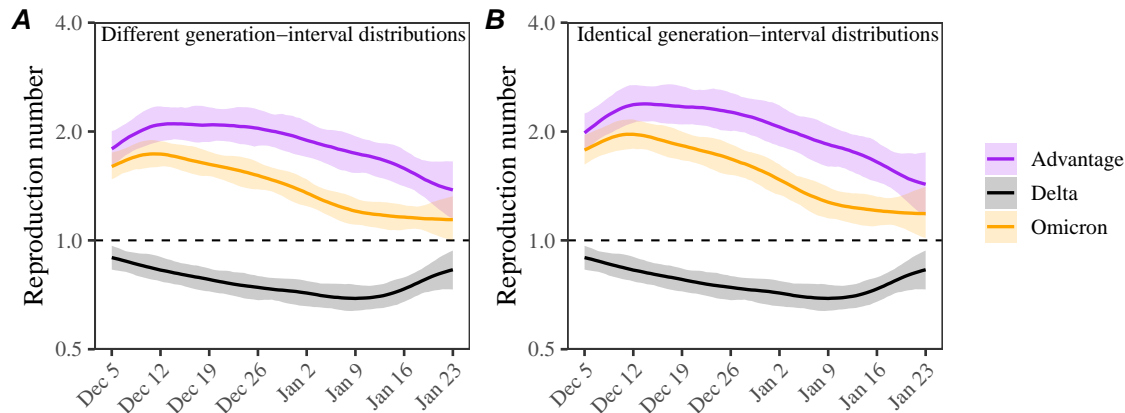 A
Different generation−interval distributions
Reproduction number
4.0
2.0
1.0
0.5
Dec 5
Dec 12
Dec 19
Dec 26
Jan 2
Jan 9
Jan 16
Jan 23
B
Identical generation−interval distributions
Reproduction number
4.0
2.0
1.0
0.5
Dec 5
Dec 12
Dec 19
Dec 26
Jan 2
Jan 9
Jan 16
Jan 23
Advantage
Delta
Omicron